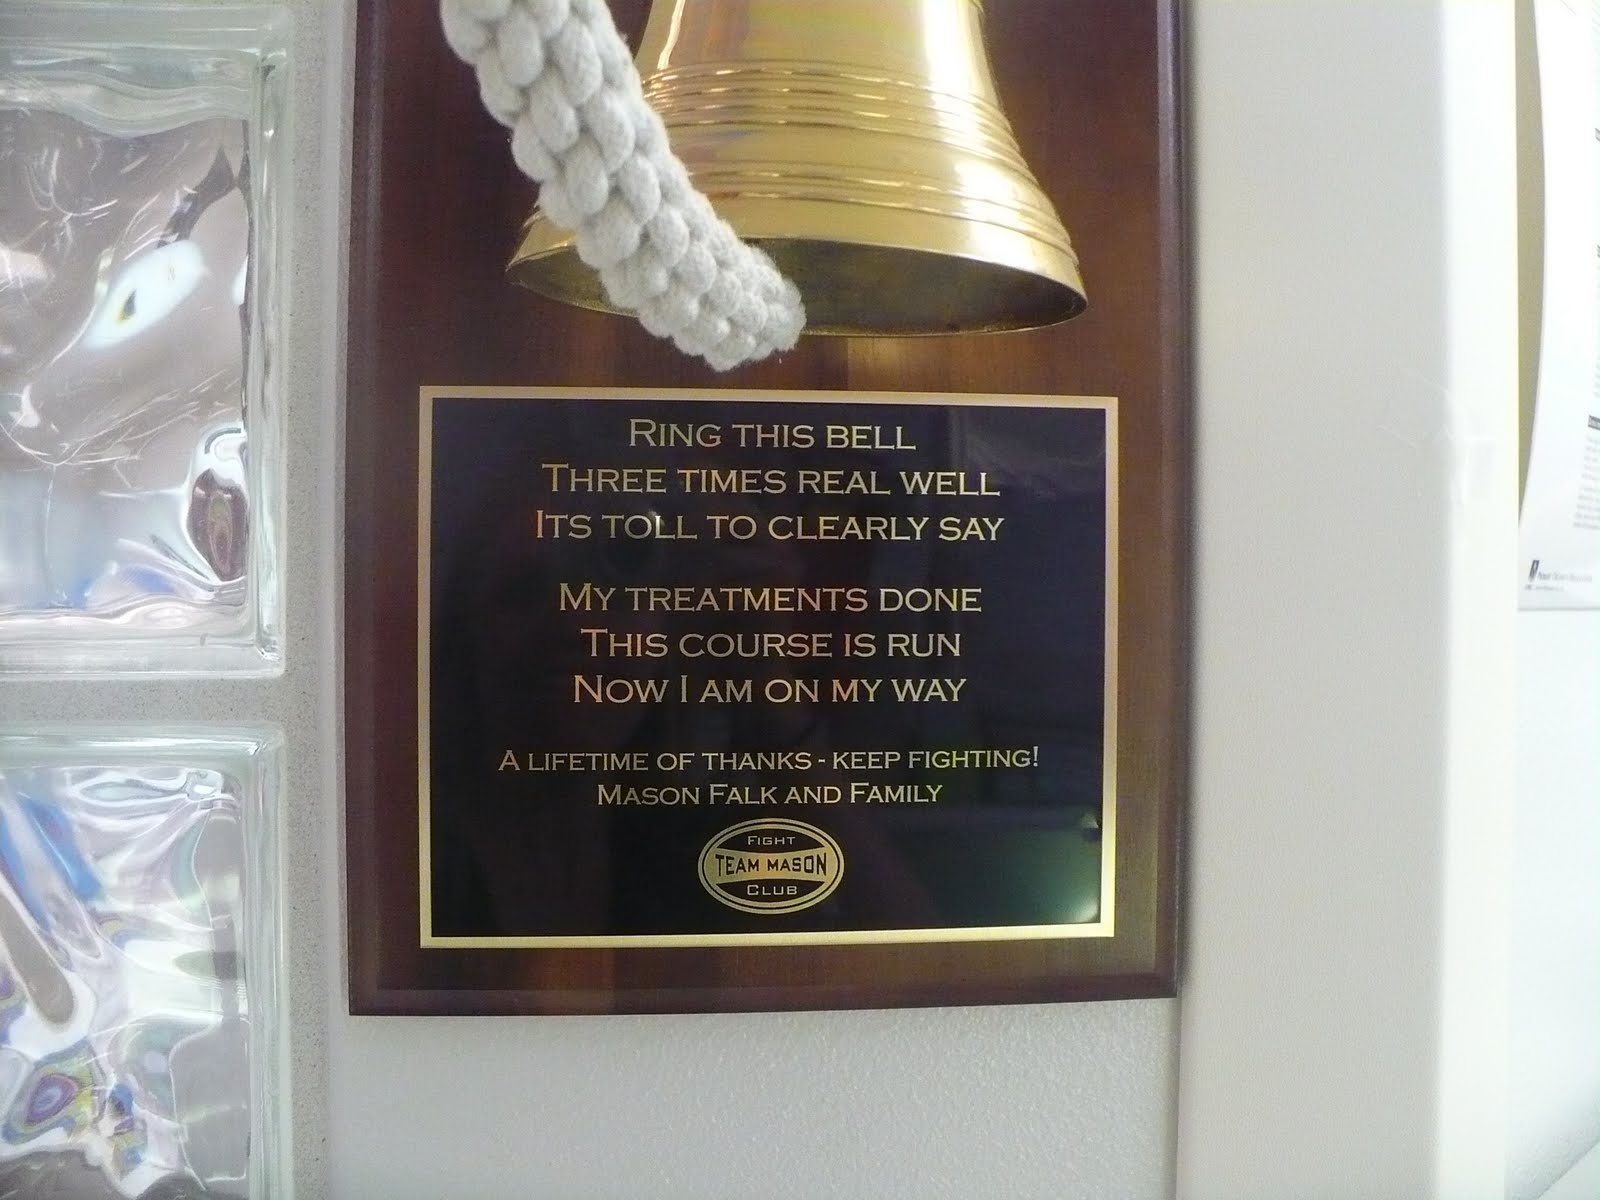 RING THIS BELL
THREE TIMES REAL WELL
ITS TOLL TO CLEARLY SAY
MY TREATMENTS DONE
THIS COURSE IS RUN
NOW I AM ON MY WAY
A LIFETIME OF THANKS - KEEP FIGHTING!
MASON FALK AND FAMILY
FIGHT
TEAM MASON
CLUB